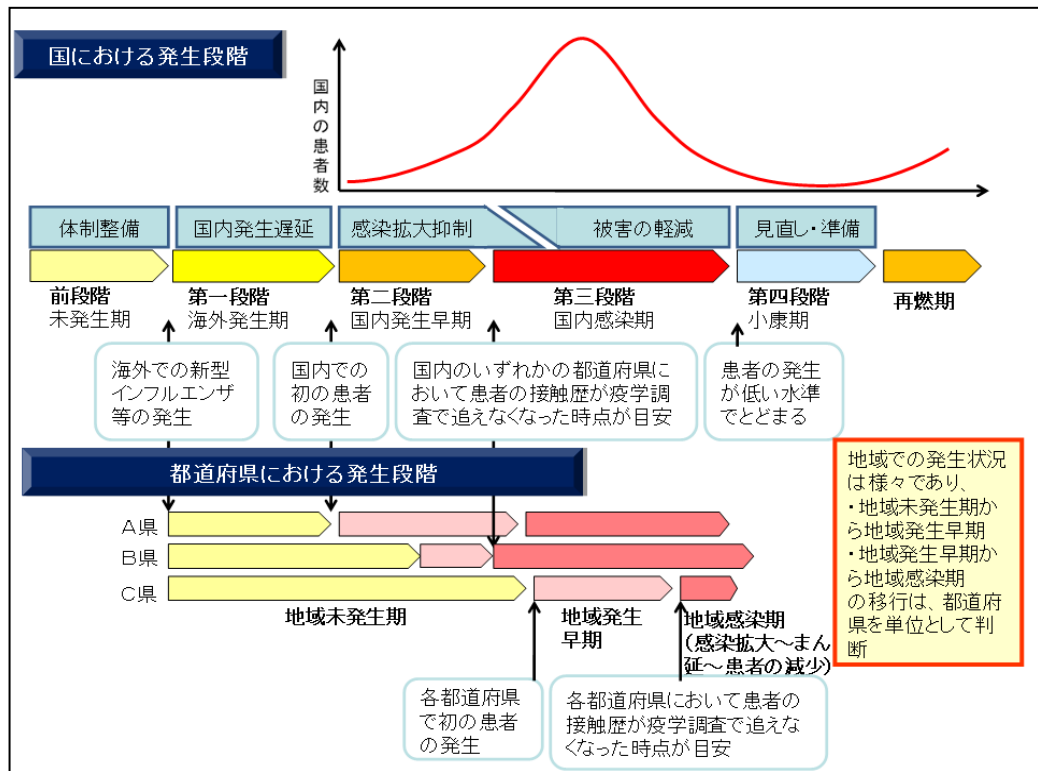 国における発生段階
国内の患者数
体制整備
国内発生遅延
感染拡大抑制
被害の軽減
見直し・準備
前段階
未発生期
第一段階
海外発生期
第二段階
国内発生早期
第三段階
国内感染期
第四段階
小康期
再燃期
海外での新型
インフルエンザ
等の発生
国内での
初の患者
の発生
国内のいずれかの都道府県に
おいて患者の接触歴が疫学調
査で追えなくなった時点が目安
患者の発生
が低い水準
でとどまる
都道府県における発生段階
A県
B県
C県
地域未発生期
地域発生
早期
地域感染期
(感染拡大～まん
延～患者の減少)
地域での発生状況
は様々であり、
・地域未発生期か
ら地域発生早期
・地域発生早期か
ら地域感染期
の移行は、都道府
県を単位として判
断
各都道府県
で初の患者
の発生
各都道府県において患者の
接触歴が疫学調査で追えな
くなった時点が目安